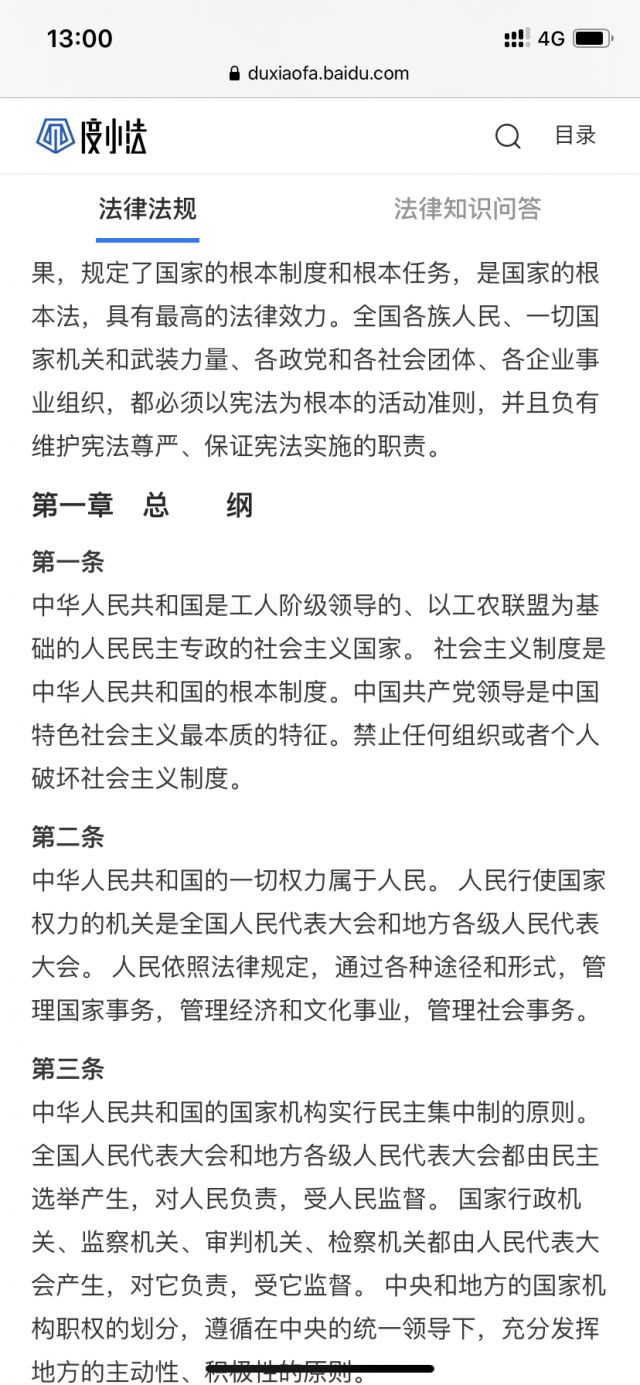 13:00
4G
duxiaofa.baidu.com
度小法
目录
法律法规
法律知识问答
果，规定了国家的根本制度和根本任务，是国家的根
本法，具有最高的法律效力。全国各族人民、一切国
家机关和武装力量、各政党和各社会团体、各企业事
业组织，都必须以宪法为根本的活动准则，并且负有
维护宪法尊严、保证宪法实施的职责。
第一章 总 纲
第一条
中华人民共和国是工人阶级领导的、以工农联盟为基
础的人民民主专政的社会主义国家。 社会主义制度是
中华人民共和国的根本制度。中国共产党领导是中国
特色社会主义最本质的特征。禁止任何组织或者个人
破坏社会主义制度。
第二条
中华人民共和国的一切权力属于人民。 人民行使国家
权力的机关是全国人民代表大会和地方各级人民代表
大会。 人民依照法律规定，通过各种途径和形式，管
理国家事务，管理经济和文化事业，管理社会事务。
第三条
中华人民共和国的国家机构实行民主集中制的原则。
全国人民代表大会和地方各级人民代表大会都由民主
选举产生，对人民负责，受人民监督。 国家行政机
关、监察机关、审判机关、检察机关都由人民代表大
会产生，对它负责，受它监督。 中央和地方的国家机
构职权的划分，遵循在中央的统一领导下，充分发挥
地方的主动性、积极性的原则。